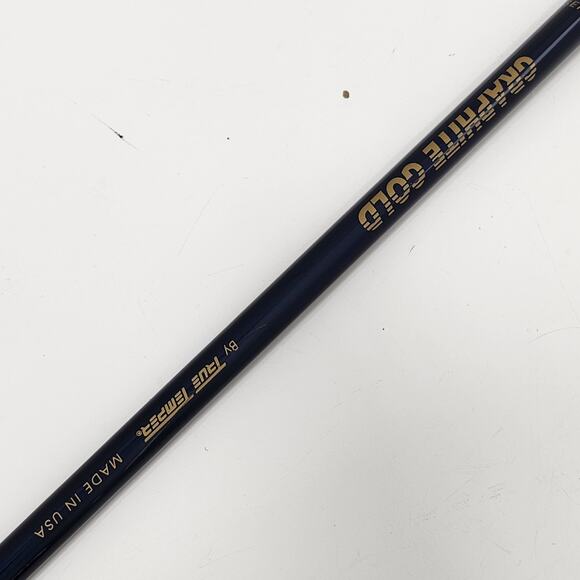 GRAPHITE GOLD
BY TRUE TEMPER®
MADE IN USA